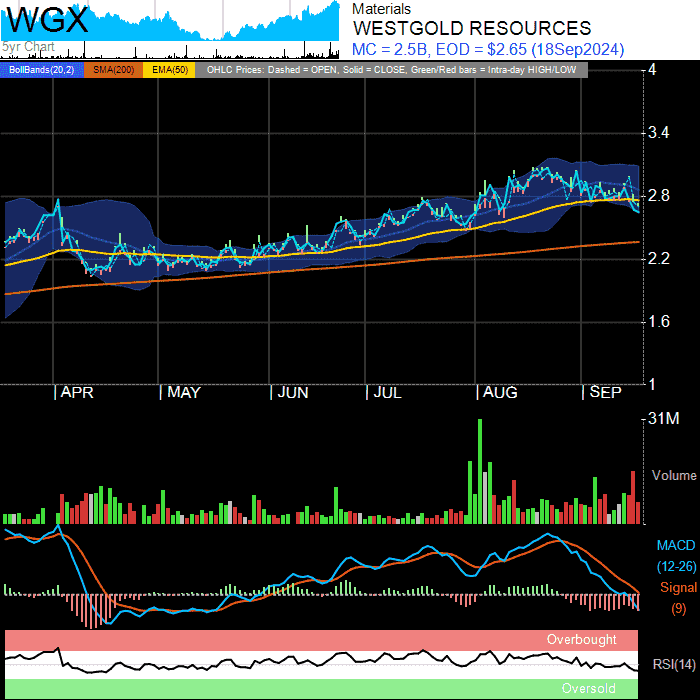 WGX
5yr Chart
Materials
WESTGOLD RESOURCES
MC = 2.5B, EOD = $2.65 (18Sep2024)
BollBands(20,2) SMA(200) EMA(50) OHLC Prices: Dashed = OPEN, Solid = CLOSE, Green/Red bars = Intra-day HIGH/LOW
4
3.4
2.8
2.2
1.6
1
APR MAY JUN JUL AUG SEP
31M
Volume
MACD
(12-26)
Signal
(9)
Overbought
RSI(14)
Oversold